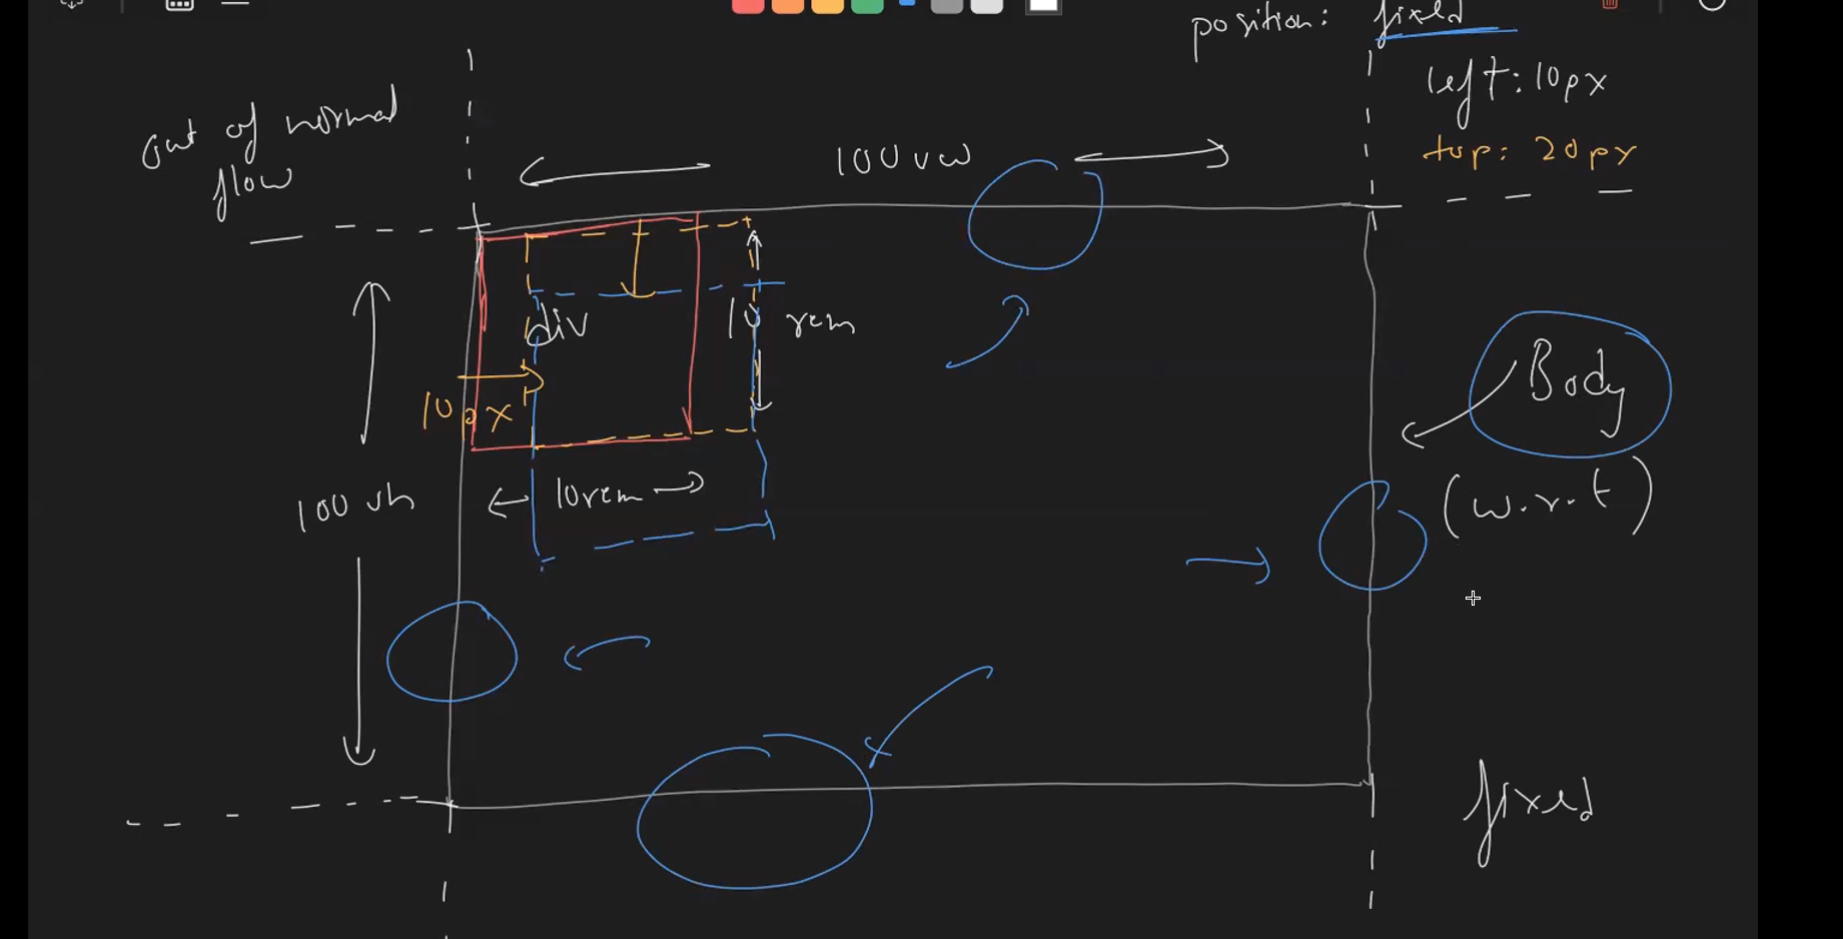 position: fixed
left: 10px
top: 20px
out of normal
flow
100vw
div
10 rem
10px
10rem
100vh
Body
(w.r.t)
fixed